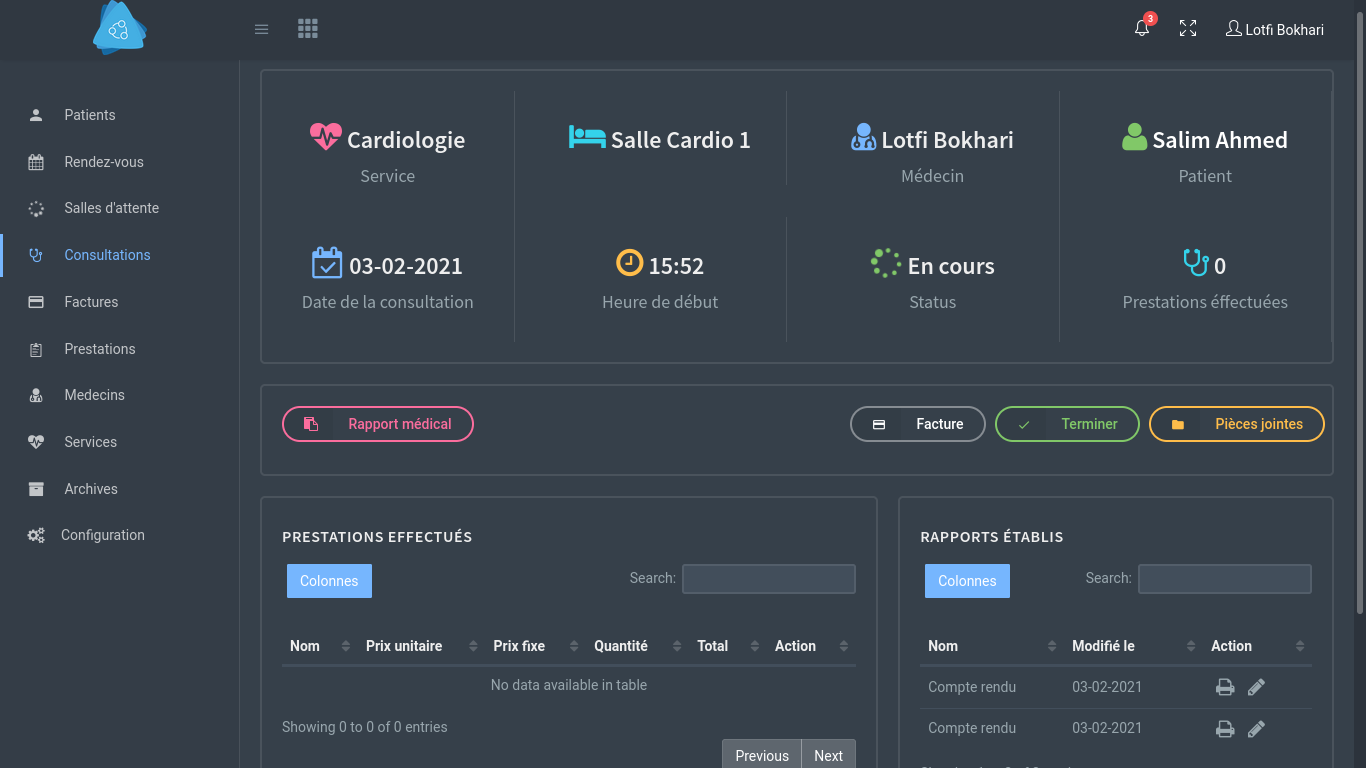 3
Lotfi Bokhari
Patients
Rendez-vous
Salles d'attente
Consultations
Factures
Prestations
Medecins
Services
Archives
Configuration
Cardiologie
Service
Salle Cardio 1
Lotfi Bokhari
Médecin
Salim Ahmed
Patient
03-02-2021
Date de la consultation
15:52
Heure de début
En cours
Status
0
Prestations éffectuées
Rapport médical
Facture
Terminer
Pièces jointes
PRESTATIONS EFFECTUÉS
Colonnes
Search:
Nom Prix unitaire Prix fixe Quantité Total Action
No data available in table
Showing 0 to 0 of 0 entries
Previous Next
RAPPORTS ÉTABLIS
Colonnes
Search:
Nom Modifié le Action
Compte rendu 03-02-2021
Compte rendu 03-02-2021